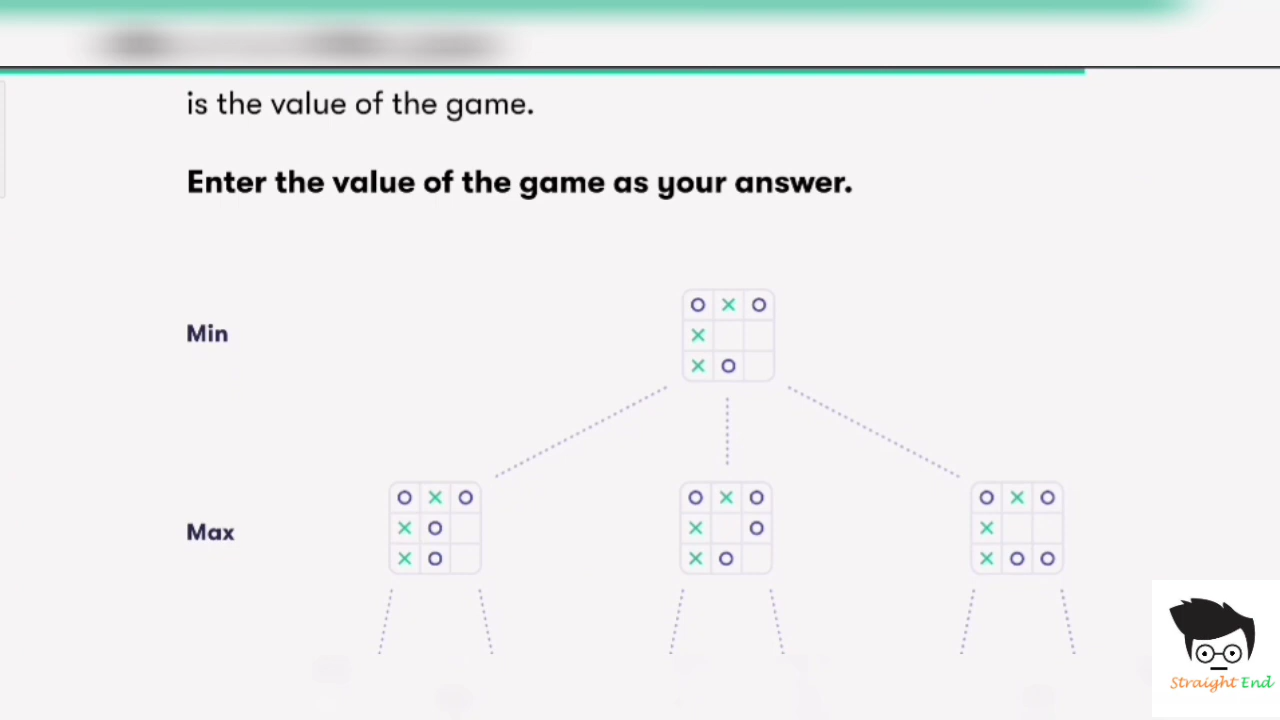 is the value of the game.
Enter the value of the game as your answer.
O X O
X
X O
Min
O X O
X O
X O
O X O
X O
X O
O X O
X
X O O
Max
Straight End